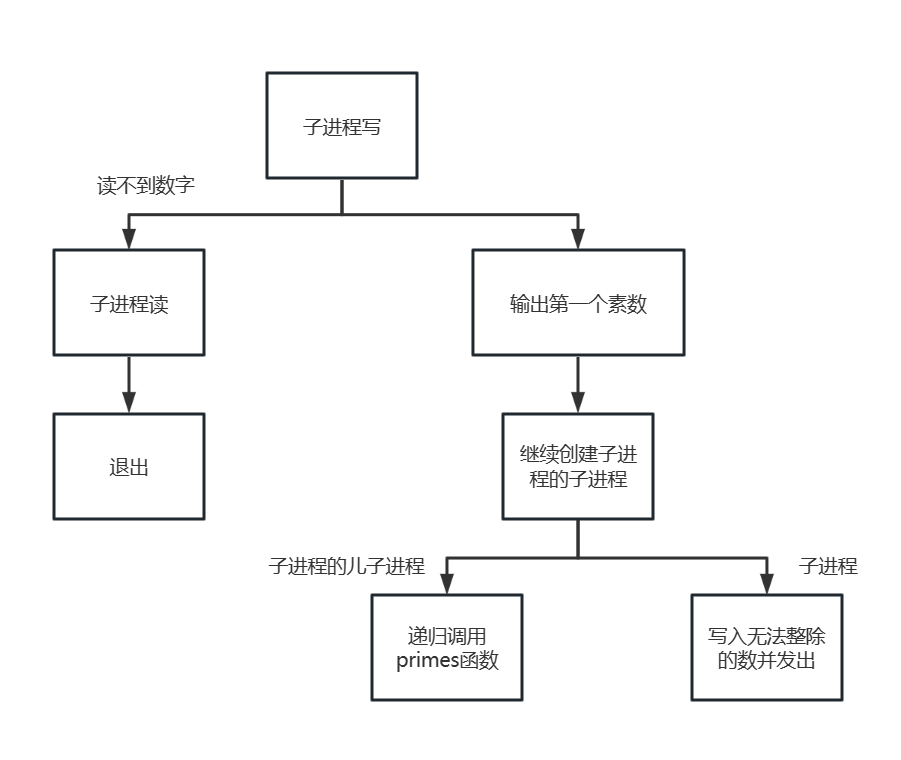 子进程写
读不到数字
子进程读
输出第一个素数
退出
继续创建子进
程的子进程
子进程的儿子进程
子进程
递归调用
primes函数
写入无法整除
的数并发出